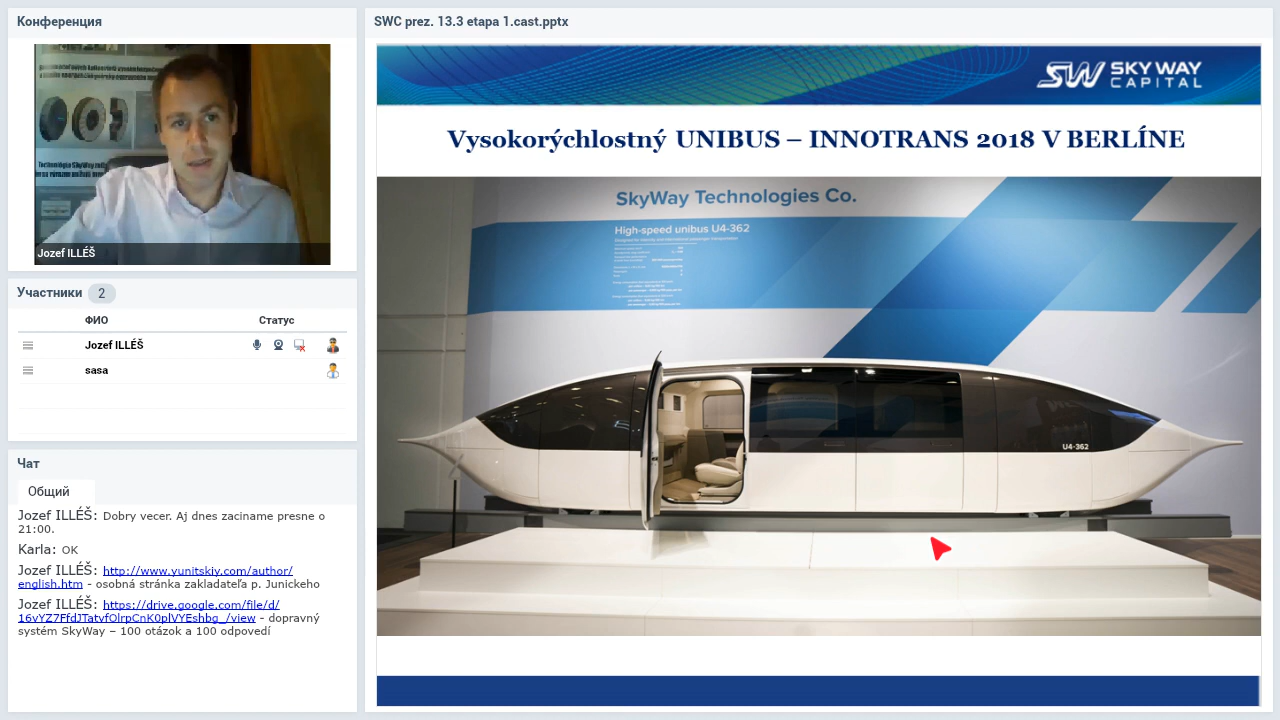 Конференция
Jozef ILLÉŠ
Участники 2
ФИО Статус
Jozef ILLÉŠ
sasa
Чат
Общий
Jozef ILLÉŠ: Dobry vecer. Aj dnes zaciname presne o
21:00.
Karla: OK
Jozef ILLÉŠ: http://www.yunitskiy.com/author/
english.htm - osobná stránka zakladateľa p. Junickeho
Jozef ILLÉŠ: https://drive.google.com/file/d/
16vYZ7FfdJTatvfOlrpCnK0plVYEshbg_/view - dopravný
systém SkyWay – 100 otázok a 100 odpovedí
SWC prez. 13.3 etapa 1.cast.pptx
SW SKY WAY
CAPITAL
Vysokorýchlostný UNIBUS – INNOTRANS 2018 V BERLÍNE
SkyWay Technologies Co.
High-speed unibus U4-362
U4-362